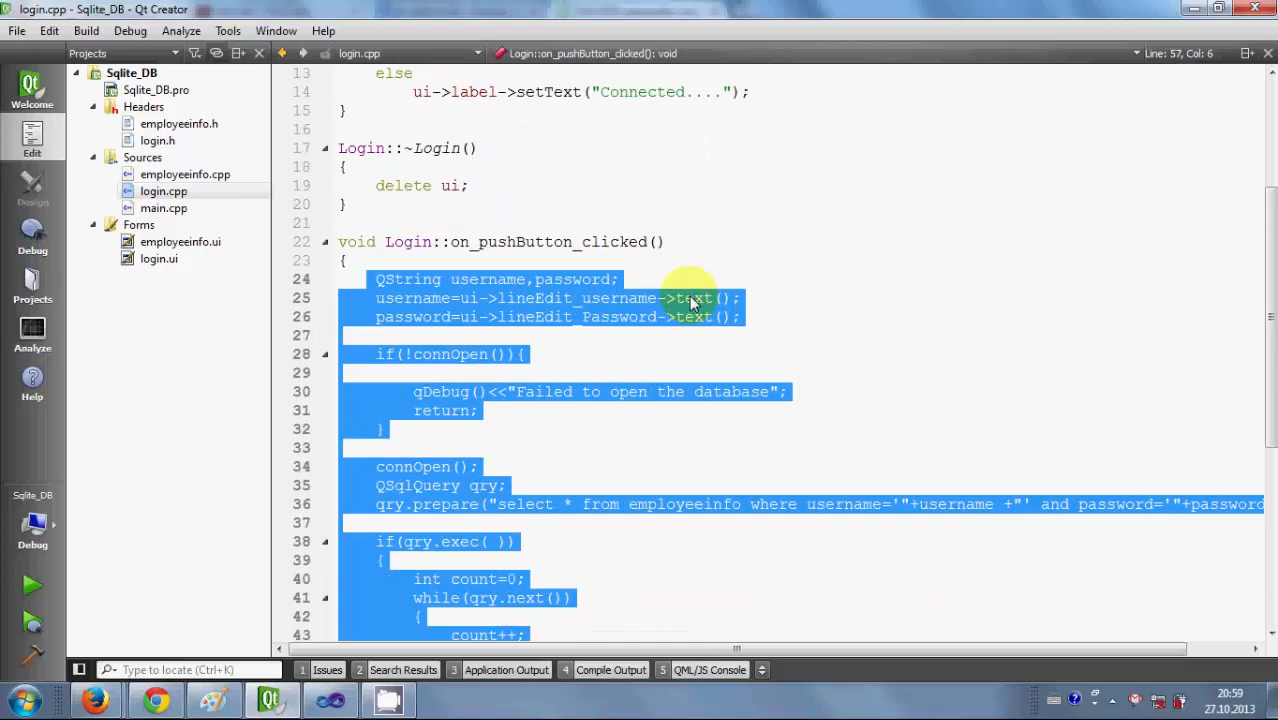 login.cpp - Sqlite_DB - Qt Creator
File Edit Build Debug Analyze Tools Window Help
Projects
login.cpp
Login::on_pushButton_clicked(): void
Line: 57, Col: 6
Welcome
Edit
Design
Debug
Projects
Analyze
Help
Sqlite_DB
Debug
Sqlite_DB
Sqlite_DB.pro
Headers
employeeinfo.h
login.h
Sources
employeeinfo.cpp
login.cpp
main.cpp
Forms
employeeinfo.ui
login.ui
13 else
14 ui->label->setText("Connected....");
15 }
16
17 Login::~Login()
18 {
19 delete ui;
20 }
21
22 void Login::on_pushButton_clicked()
23 {
24 QString username,password;
25 username=ui->lineEdit_username->text();
26 password=ui->lineEdit_Password->text();
27
28 if(!connOpen()){
29
30 qDebug()<<"Failed to open the database";
31 return;
32 }
33
34 connOpen();
35 QSqlQuery qry;
36 qry.prepare("select * from employeeinfo where username='"+username +"' and password='"+password
37
38 if(qry.exec( ))
39 {
40 int count=0;
41 while(qry.next())
42 {
43 count++;
Type to locate (Ctrl+K)
1 Issues
2 Search Results
3 Application Output
4 Compile Output
5 QML/JS Console
20:59
27.10.2013